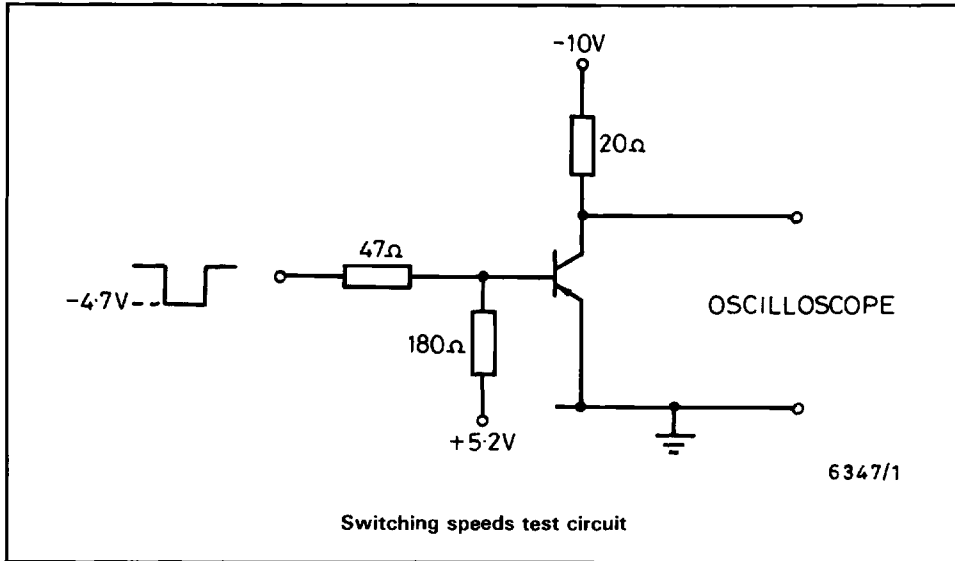 -10V
20Ω
47Ω
-4·7V
OSCILLOSCOPE
180Ω
+5·2V
6347/1
Switching speeds test circuit